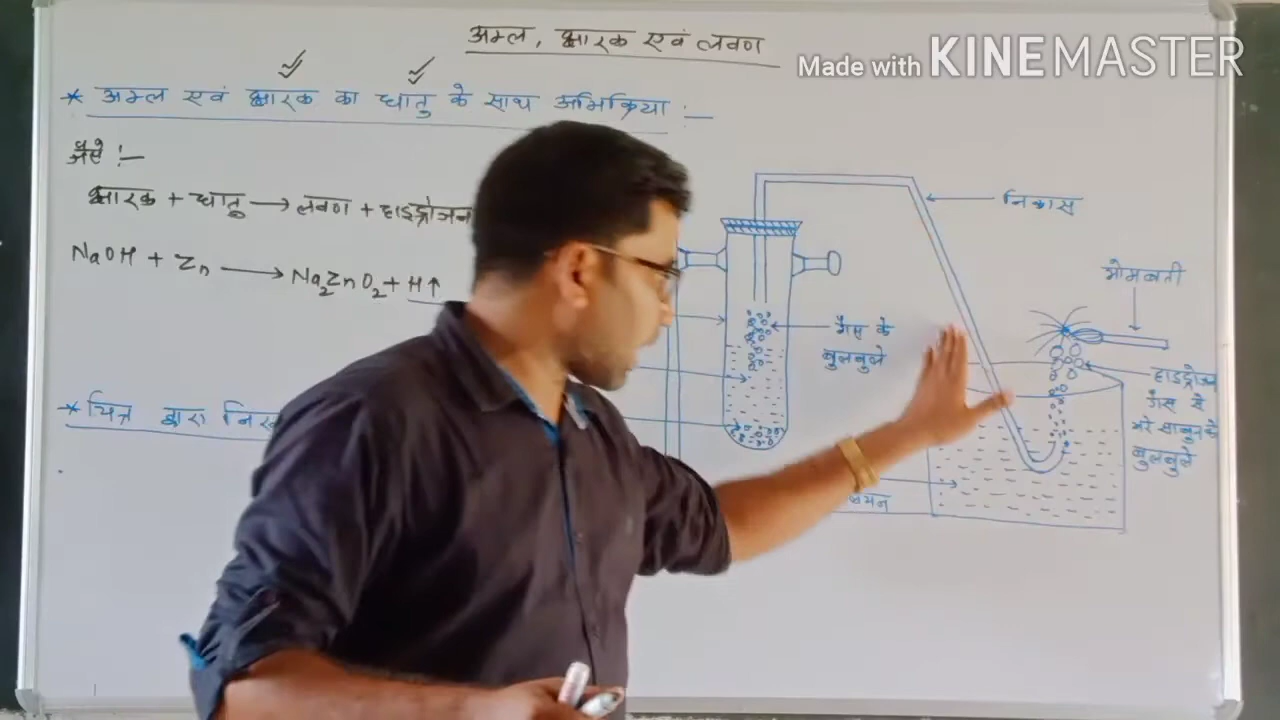 अम्ल, क्षारक एवं लवण
Made with KINEMASTER
* अम्ल एवं क्षारक का धातु के साथ अभिक्रिया :-
जैसे :-
क्षारक + धातु → लवण + हाइड्रोजन
NaOH + Zn → Na2ZnO2 + H↑
* चित्र द्वारा
निकास
मोमबती
गैस के
बुलबुले
हाइड्रोजन
गैस से
भरे साबुन के
बुलबुले